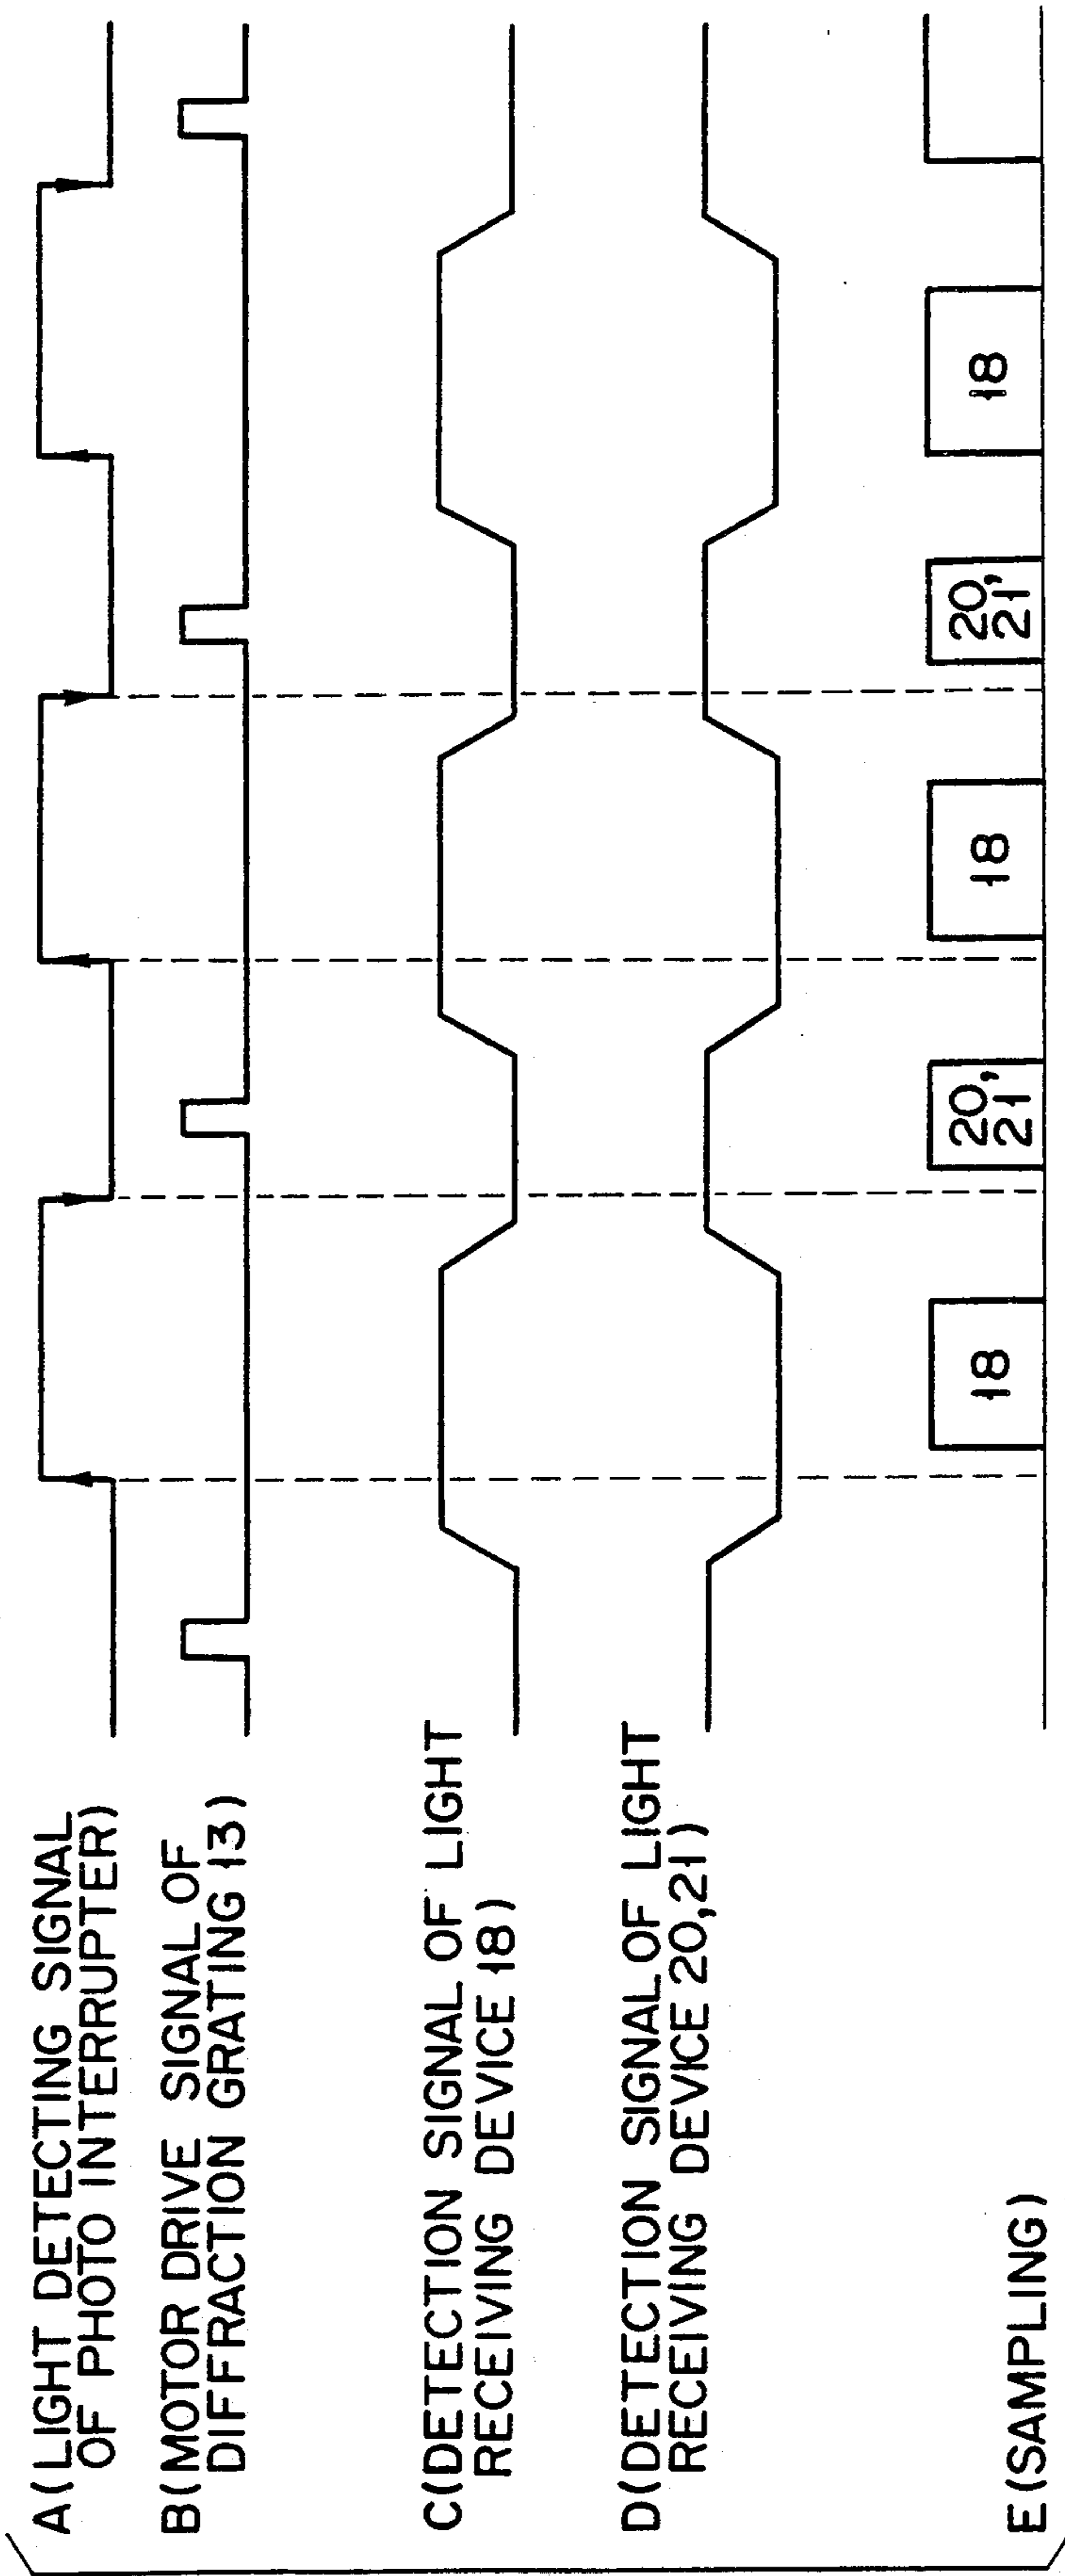 A(LIGHT DETECTING SIGNAL
OF PHOTO INTERRUPTER)
B(MOTOR DRIVE SIGNAL OF
DIFFRACTION GRATING 13)
C(DETECTION SIGNAL OF LIGHT
RECEIVING DEVICE 18)
D(DETECTION SIGNAL OF LIGHT
RECEIVING DEVICE 20,21)
E(SAMPLING)
18
20,
21
18
20,
21
18